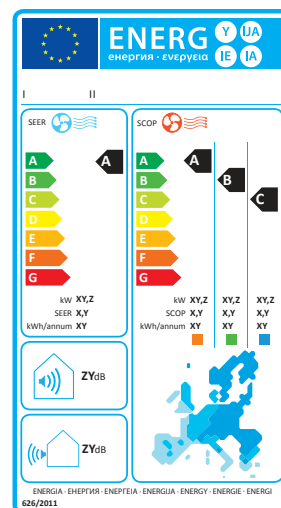 ENERG Y IJA
енергия · ενεργεια IE IA
I II
SEER SCOP
A A A A
B B B
C C C
D D
E E
F F
G G
kW XY,Z kW XY,Z XY,Z XY,Z
SEER X,Y SCOP X,Y X,Y X,Y
kWh/annum XY kWh/annum XY XY XY
ZYdB
ZYdB
ENERGIA · ЕНЕРГИЯ · ΕΝΕΡΓΕΙΑ · ENERGIJA · ENERGY · ENERGIE · ENERGI
626/2011